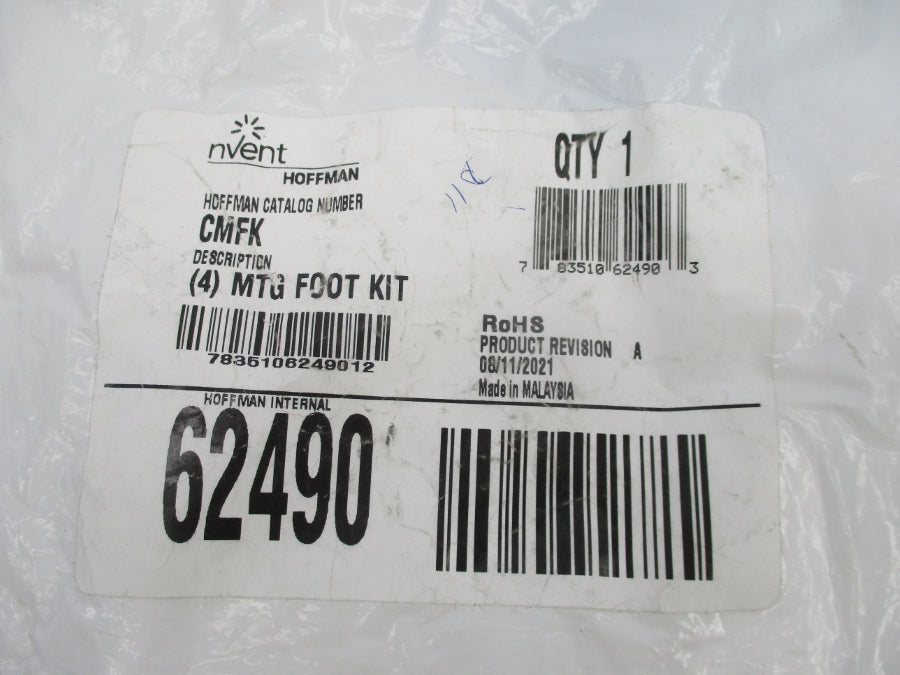 nVent
HOFFMAN
HOFFMAN CATALOG NUMBER
CMFK
DESCRIPTION
(4) MTG FOOT KIT
7835106249012
QTY 1
7 83510 62490 3
RoHS
PRODUCT REVISION A
08/11/2021
Made in MALAYSIA
HOFFMAN INTERNAL
62490